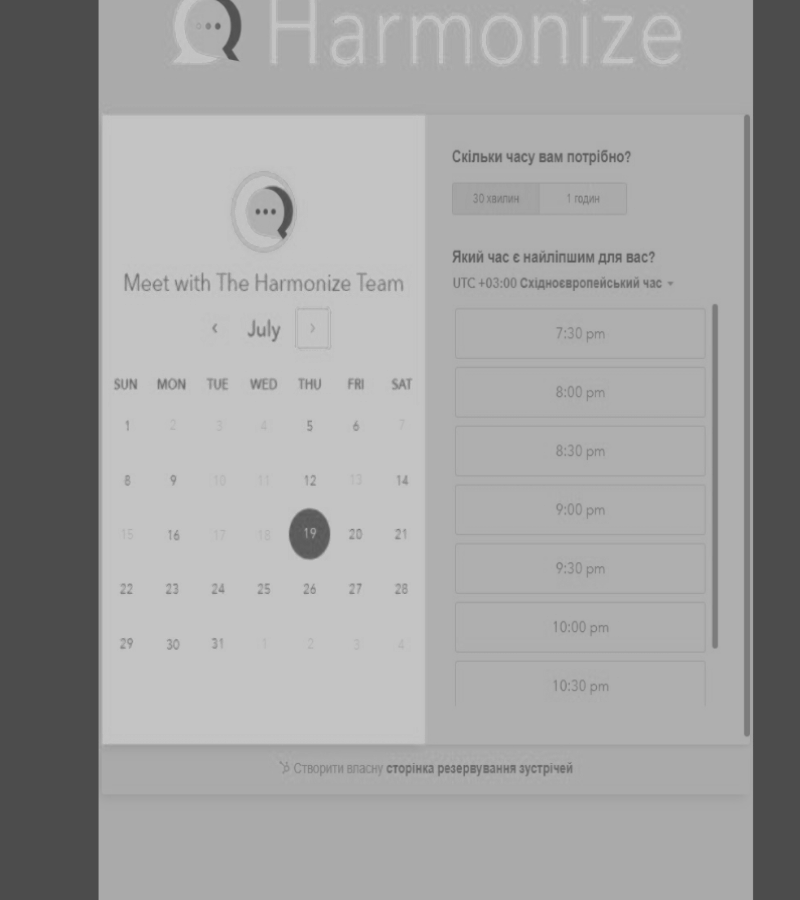 Harmonize
Meet with The Harmonize Team
‹ July ›
SUN MON TUE WED THU FRI SAT
1 2 3 4 5 6 7
8 9 10 11 12 13 14
15 16 17 18 19 20 21
22 23 24 25 26 27 28
29 30 31 1 2 3 4
Скільки часу вам потрібно?
30 хвилин 1 годин
Який час є найліпшим для вас?
UTC +03:00 Східноєвропейський час
7:30 pm
8:00 pm
8:30 pm
9:00 pm
9:30 pm
10:00 pm
10:30 pm
Створити власну сторінка резервування зустрічей